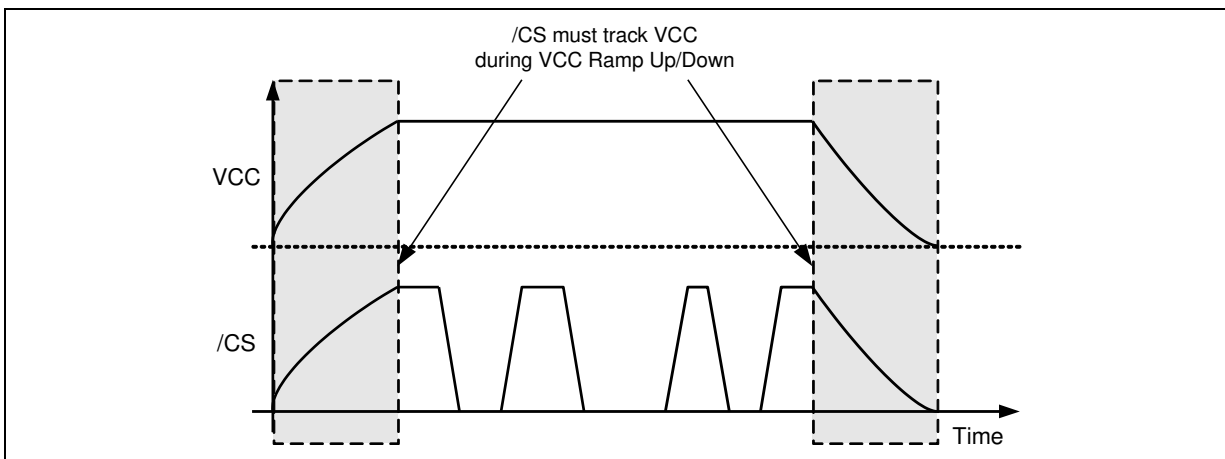 /CS must track VCC
during VCC Ramp Up/Down
VCC
/CS
Time